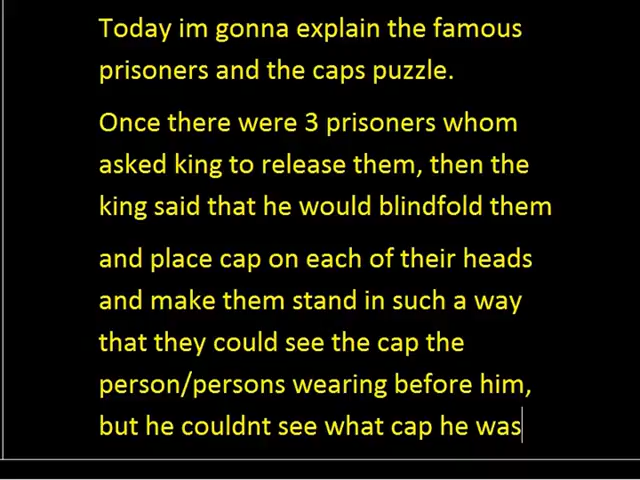 Today im gonna explain the famous
prisoners and the caps puzzle.
Once there were 3 prisoners whom
asked king to release them, then the
king said that he would blindfold them
and place cap on each of their heads
and make them stand in such a way
that they could see the cap the
person/persons wearing before him,
but he couldnt see what cap he was